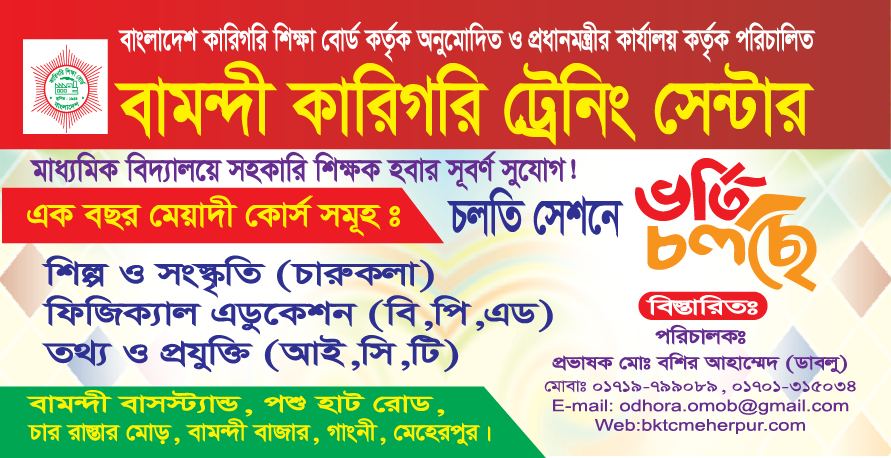 বাংলাদেশ কারিগরি শিক্ষা বোর্ড কর্তৃক অনুমোদিত ও প্রধানমন্ত্রীর কার্যালয় কর্তৃক পরিচালিত
বামন্দী কারিগরি ট্রেনিং সেন্টার
মাধ্যমিক বিদ্যালয়ে সহকারি শিক্ষক হবার সূবর্ণ সুযোগ!
এক বছর মেয়াদী কোর্স সমূহ ঃ
চলতি সেশনে
ভর্তি
চলছে
শিল্প ও সংস্কৃতি (চারুকলা)
ফিজিক্যাল এডুকেশন (বি,পি,এড)
তথ্য ও প্রযুক্তি (আই,সি,টি)
বিস্তারিতঃ
পরিচালকঃ
প্রভাষক মোঃ বশির আহাম্মেদ (ডাবলু)
মোবাঃ ০১৭১৯-৭৯৯০৮৯, ০১৭০১-৩১৫০৩৪
E-mail: odhora.omob@gmail.com
Web:bktcmeherpur.com
বামন্দী বাসস্ট্যান্ড, পশু হাট রোড,
চার রাস্তার মোড়, বামন্দী বাজার, গাংনী, মেহেরপুর।